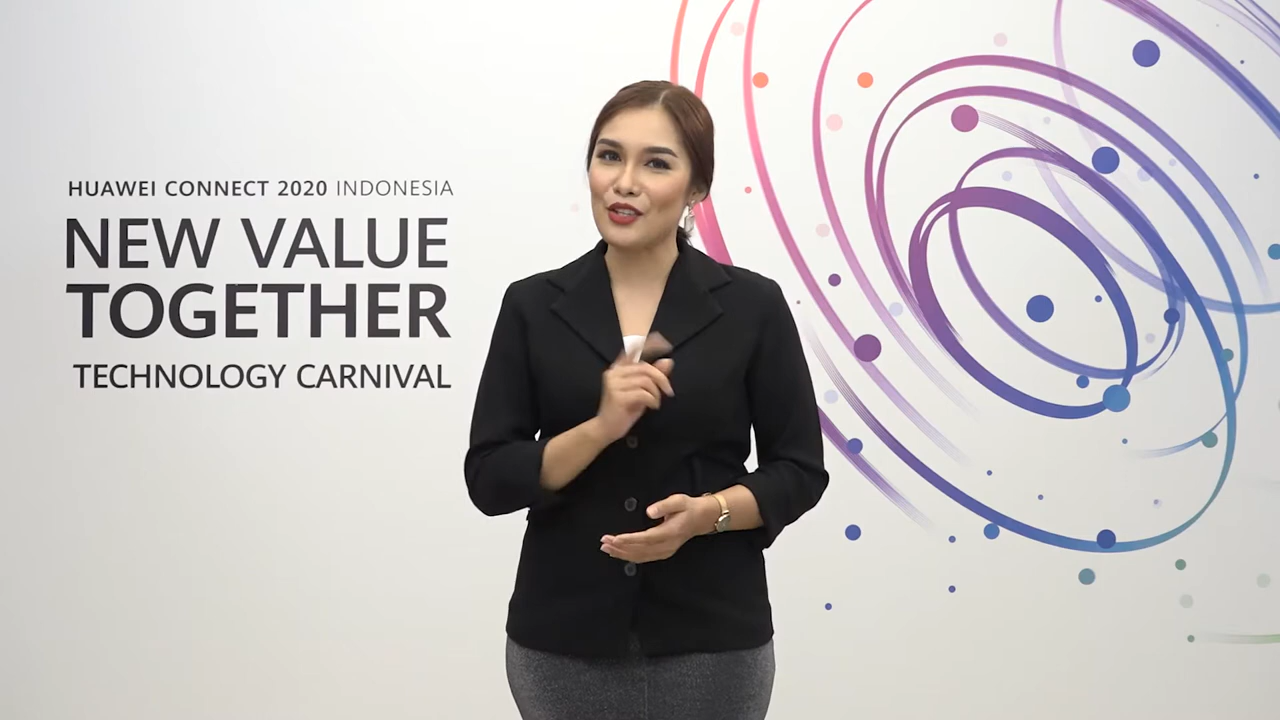 HUAWEI CONNECT 2020 INDONESIA
NEW VALUE
TOGETHER
TECHNOLOGY CARNIVAL